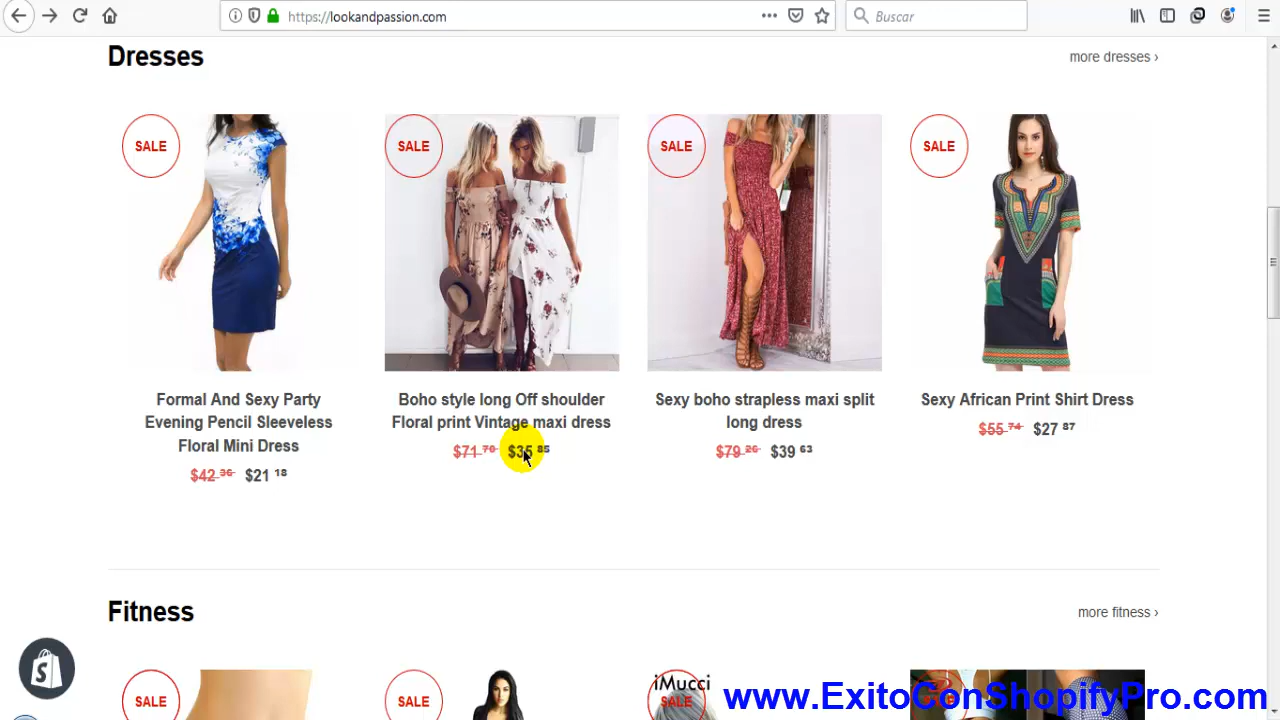 https://lookandpassion.com
Buscar
Dresses
more dresses ›
SALE
SALE
SALE
SALE
Formal And Sexy Party
Evening Pencil Sleeveless
Floral Mini Dress
$42 36 $21 18
Boho style long Off shoulder
Floral print Vintage maxi dress
$71 70 $35 85
Sexy boho strapless maxi split
long dress
$79 26 $39 63
Sexy African Print Shirt Dress
$55 74 $27 87
Fitness
more fitness ›
SALE
SALE
iMucci
SALE
www.ExitoConShopifyPro.com